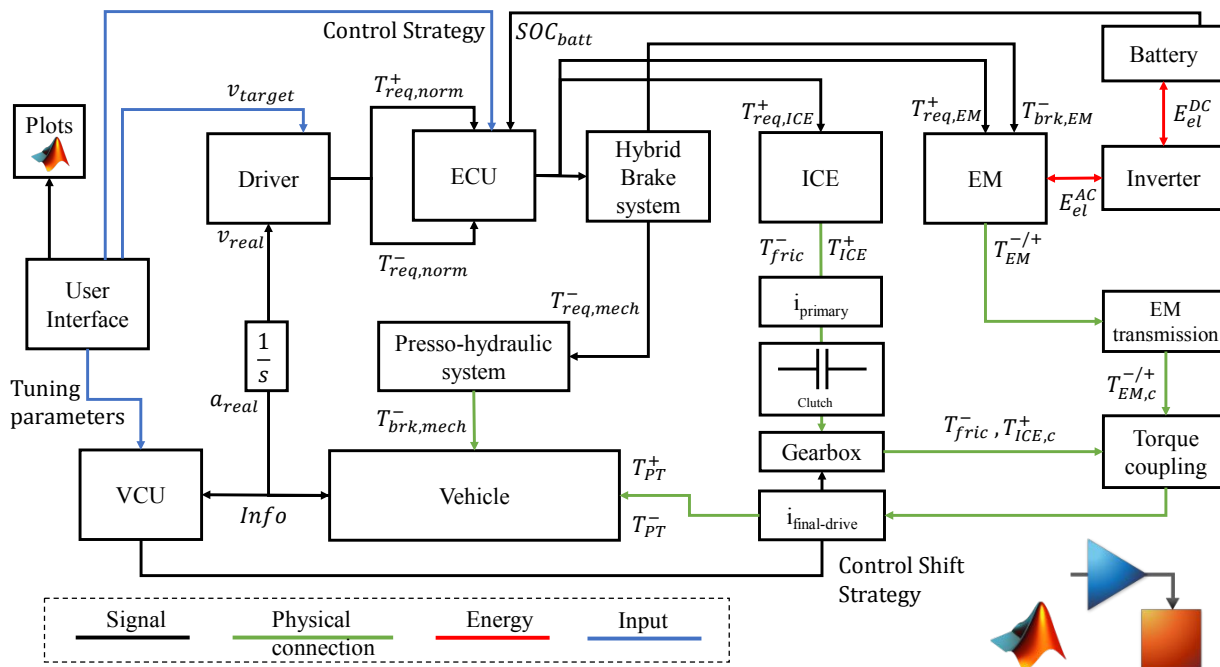 Control Strategy
SOC_batt
Battery
T^+_req,norm
v_target
Plots
T^+_req,ICE
T^+_req,EM
T^-_brk,EM
E^DC_el
Driver
ECU
Hybrid
Brake
system
ICE
EM
Inverter
E^AC_el
v_real
T^-_req,norm
T^-_fric
T^+_ICE
T^-/+_EM
User
Interface
T^-_req,mech
i_primary
EM
transmission
1
s
Presso-hydraulic
system
Clutch
T^-/+_EM,c
Tuning
parameters
a_real
T^-_brk,mech
T^-_fric , T^+_ICE,c
Gearbox
Torque
coupling
VCU
Info
Vehicle
T^+_PT
T^-_PT
i_final-drive
Control Shift
Strategy
Signal
Physical
connection
Energy
Input